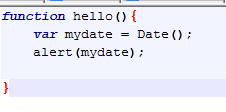 function hello(){
var mydate = Date();
alert(mydate);
}